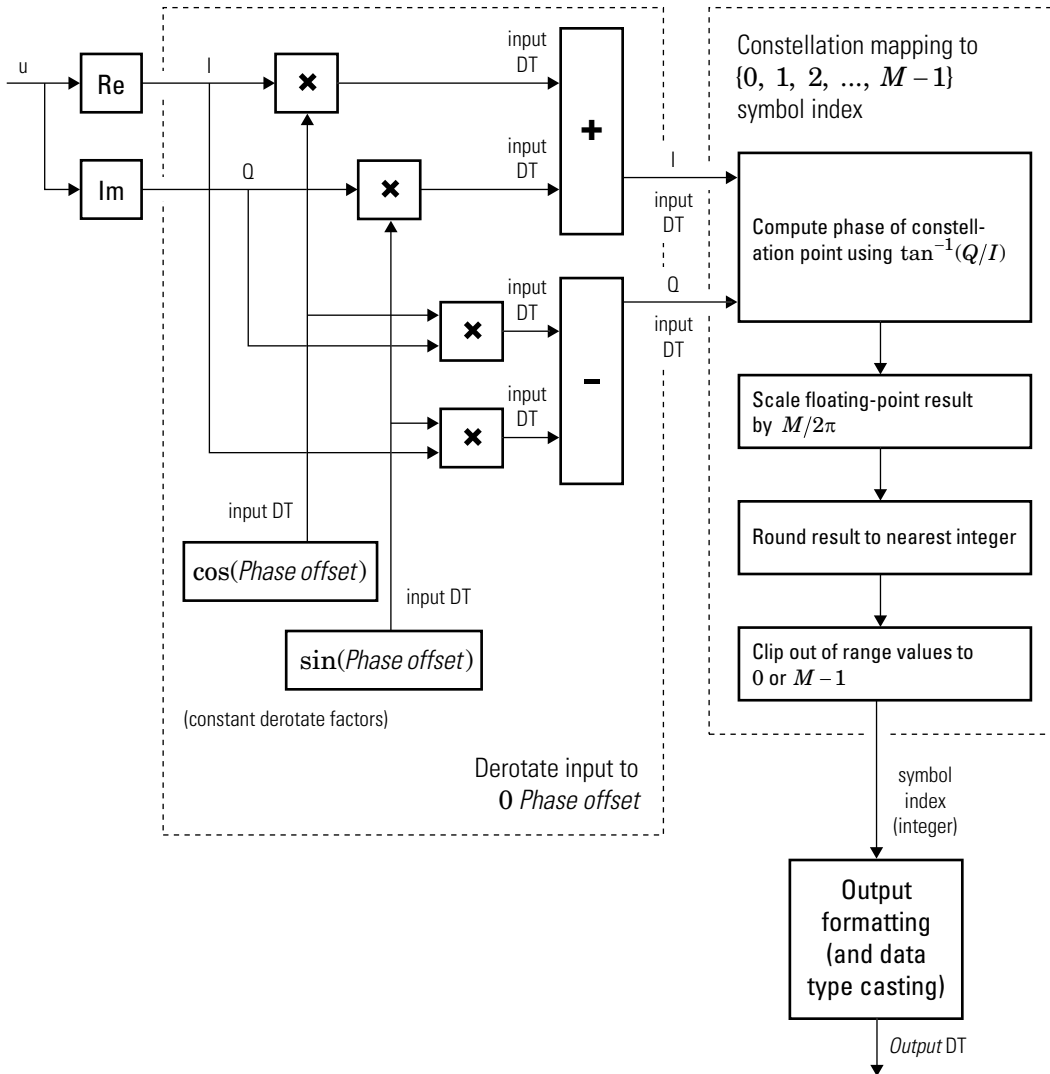 u
Re
I
×
input
DT
+
Im
Q
×
input
DT
I
input
DT
×
input
DT
-
Q
input
DT
×
input
DT
input DT
cos(Phase offset)
input DT
sin(Phase offset)
(constant derotate factors)
Derotate input to
0 Phase offset
Constellation mapping to
{0, 1, 2, ..., M – 1}
symbol index
Compute phase of constell-
ation point using tan⁻¹(Q/I)
Scale floating-point result
by M/2π
Round result to nearest integer
Clip out of range values to
0 or M – 1
symbol
index
(integer)
Output
formatting
(and data
type casting)
Output DT